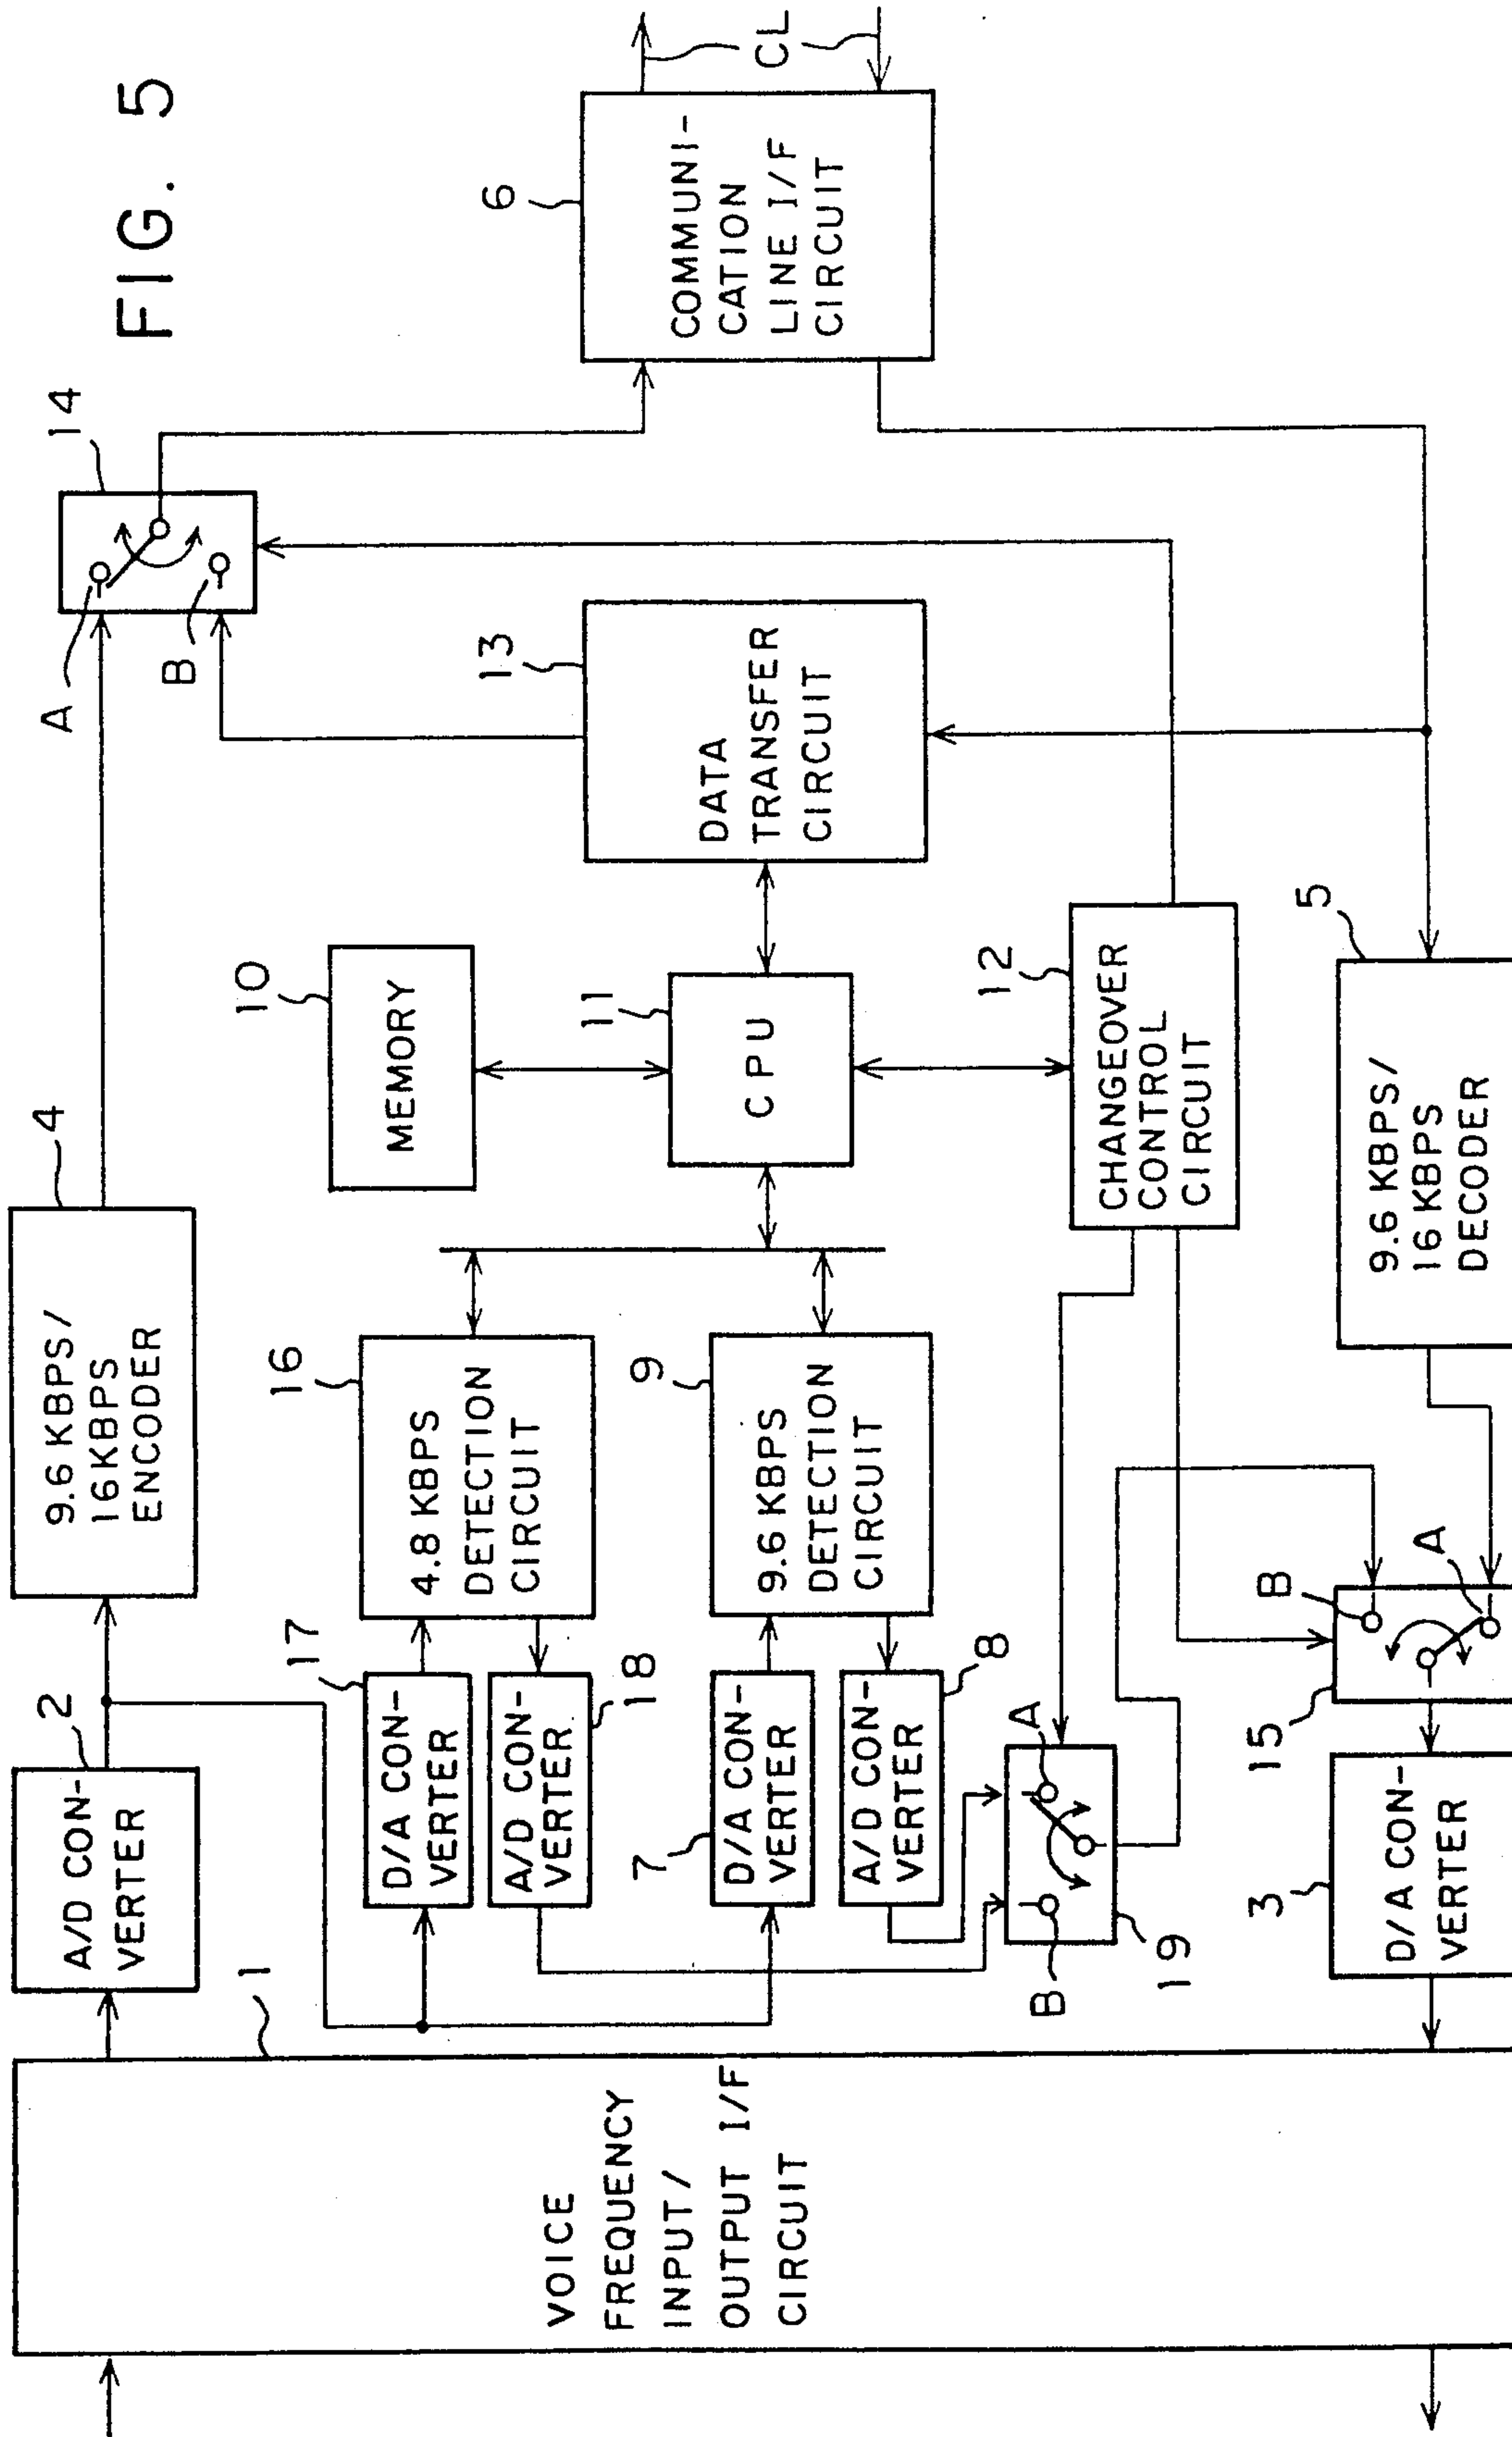 FIG. 5
1
VOICE
FREQUENCY
INPUT/
OUTPUT I/F
CIRCUIT
2
A/D CON-
VERTER
4
9.6 KBPS/
16 KBPS
ENCODER
A
B
14
17
D/A CON-
VERTER
A/D CON-
VERTER
18
16
4.8 KBPS
DETECTION
CIRCUIT
7
D/A CON-
VERTER
A/D CON-
VERTER
8
9
9.6 KBPS
DETECTION
CIRCUIT
10
MEMORY
11
CPU
13
DATA
TRANSFER
CIRCUIT
6
COMMUNI-
CATION
LINE I/F
CIRCUIT
CL
B
A
19
12
CHANGEOVER
CONTROL
CIRCUIT
3
D/A CON-
VERTER
15
B
A
5
9.6 KBPS/
16 KBPS
DECODER